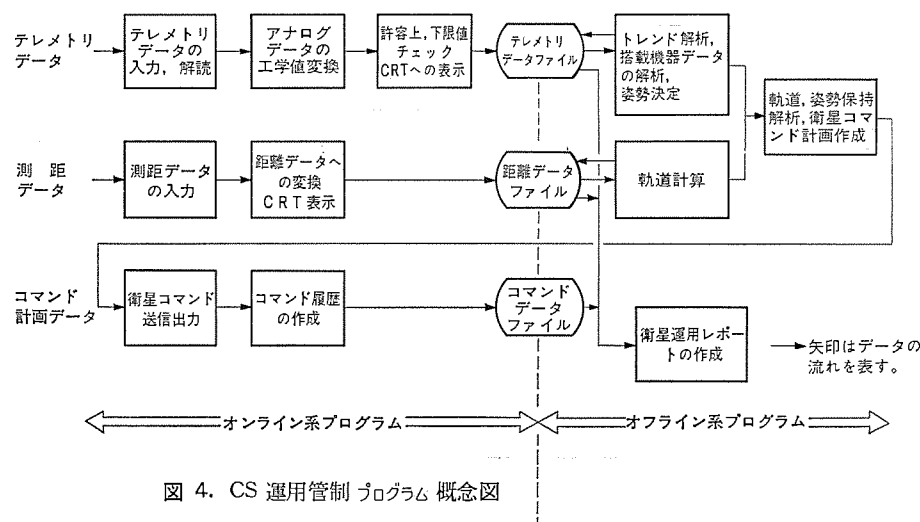 テレメトリ
データ
テレメトリ
データの
入力, 解読
アナログ
データの
工学値変換
許容上, 下限値
チェック
CRTへの表示
テレメトリ
データファイル
トレンド解析,
搭載機器データ
の解析,
姿勢決定
軌道, 姿勢保持
解析, 衛星コマ
ンド計画作成
測 距
データ
測距データ
の入力
距離データへ
の変換
CRT 表示
距離データ
ファイル
軌道計算
コマンド
計画データ
衛星コマンド
送信出力
コマンド履歴
の作成
コマンド
データ
ファイル
衛星運用レポー
トの作成
矢印はデータの
流れを表す。
オンライン系プログラム
オフライン系プログラム
図 4. CS 運用管制 プログラム 概念図